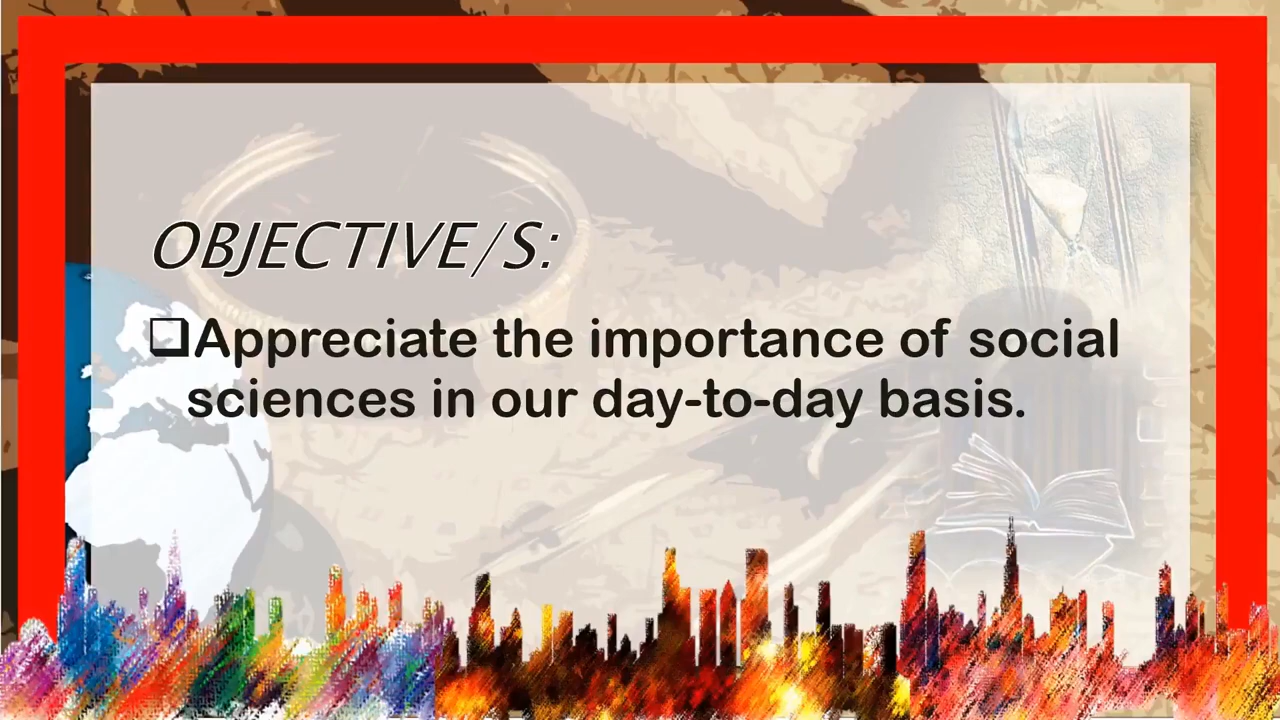 OBJECTIVE/S:
❑Appreciate the importance of social
sciences in our day-to-day basis.